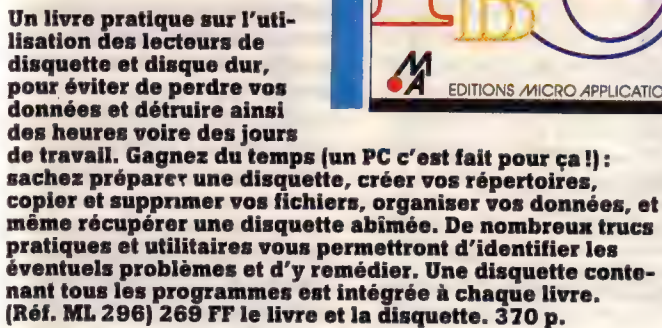 Un livre pratique sur l'uti-
lisation des lecteurs de
disquette et disque dur,
pour éviter de perdre vos
données et détruire ainsi
des heures voire des jours
de travail. Gagnez du temps (un PC c'est fait pour ça !) :
sachez préparer une disquette, créer vos répertoires,
copier et supprimer vos fichiers, organiser vos données, et
même récupérer une disquette abîmée. De nombreux trucs
pratiques et utilitaires vous permettront d'identifier les
éventuels problèmes et d'y remédier. Une disquette conte-
nant tous les programmes est intégrée à chaque livre.
(Réf. ML 296) 269 FF le livre et la disquette. 370 p.
MA
EDITIONS MICRO APPLICATIO